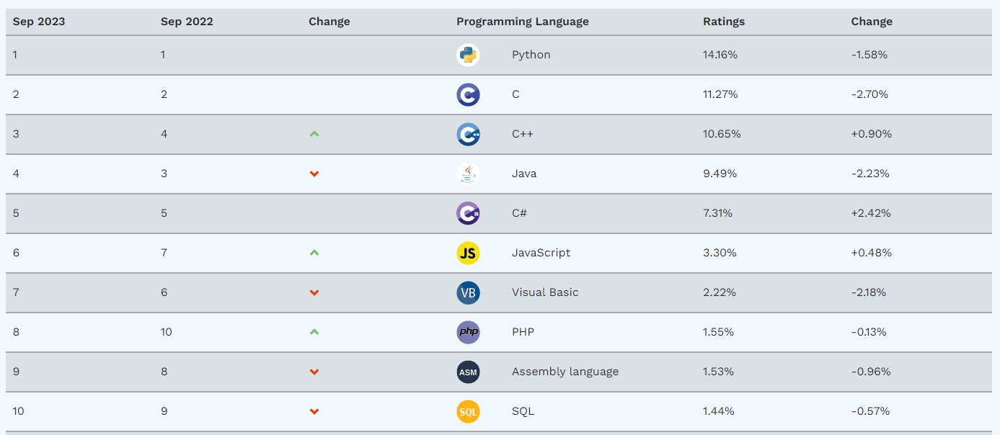 Sep 2023 Sep 2022 Change Programming Language Ratings Change
1 1 Python 14.16% -1.58%
2 2 C C 11.27% -2.70%
3 4 C++ C++ 10.65% +0.90%
4 3 Java 9.49% -2.23%
5 5 C# C# 7.31% +2.42%
6 7 JS JavaScript 3.30% +0.48%
7 6 VB Visual Basic 2.22% -2.18%
8 10 php PHP 1.55% -0.13%
9 8 ASM Assembly language 1.53% -0.96%
10 9 SQL SQL 1.44% -0.57%